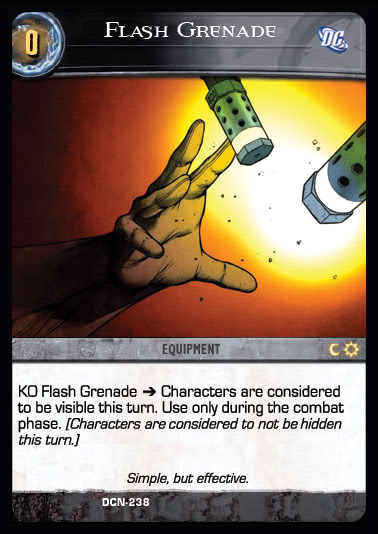 0
FLASH GRENADE
DC
EQUIPMENT
KO Flash Grenade ➔ Characters are considered
to be visible this turn. Use only during the combat
phase. [Characters are considered to not be hidden
this turn.]
Simple, but effective.
DCN-238